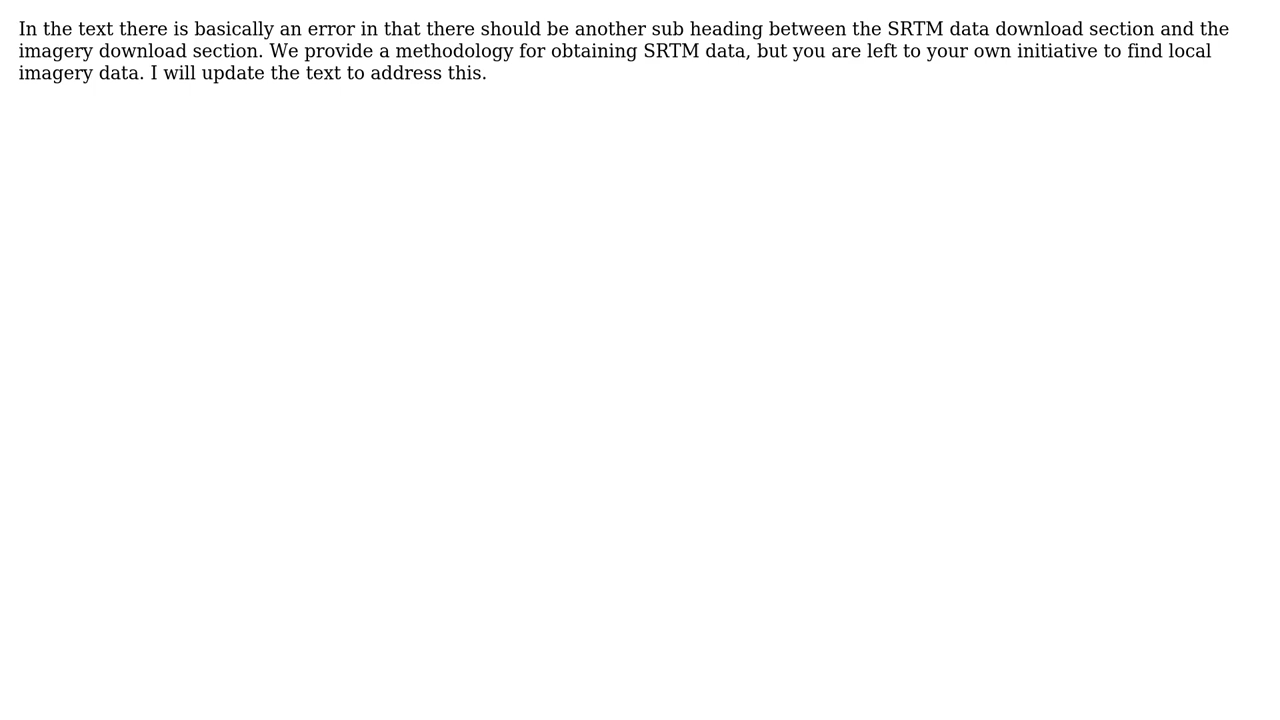 In the text there is basically an error in that there should be another sub heading between the SRTM data download section and the
imagery download section. We provide a methodology for obtaining SRTM data, but you are left to your own initiative to find local
imagery data. I will update the text to address this.